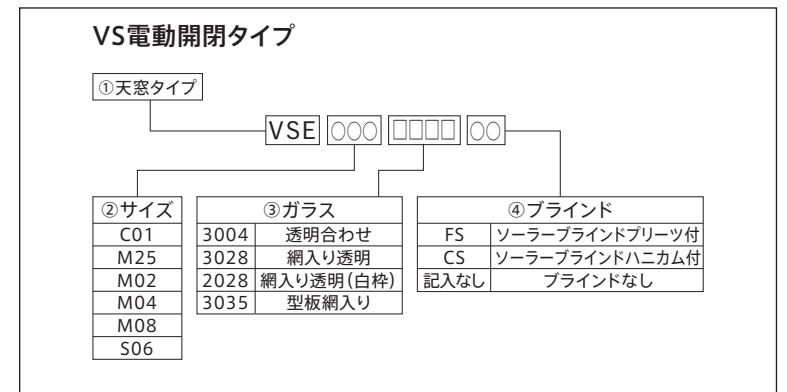 VS電動開閉タイプ
①天窓タイプ
VSE ○○○ □□□□ ○○
②サイズ
C01
M25
M02
M04
M08
S06
③ガラス
3004 透明合わせ
3028 網入り透明
2028 網入り透明(白枠)
3035 型板網入り
④ブラインド
FS ソーラーブラインドプリーツ付
CS ソーラーブラインドハニカム付
記入なし ブラインドなし